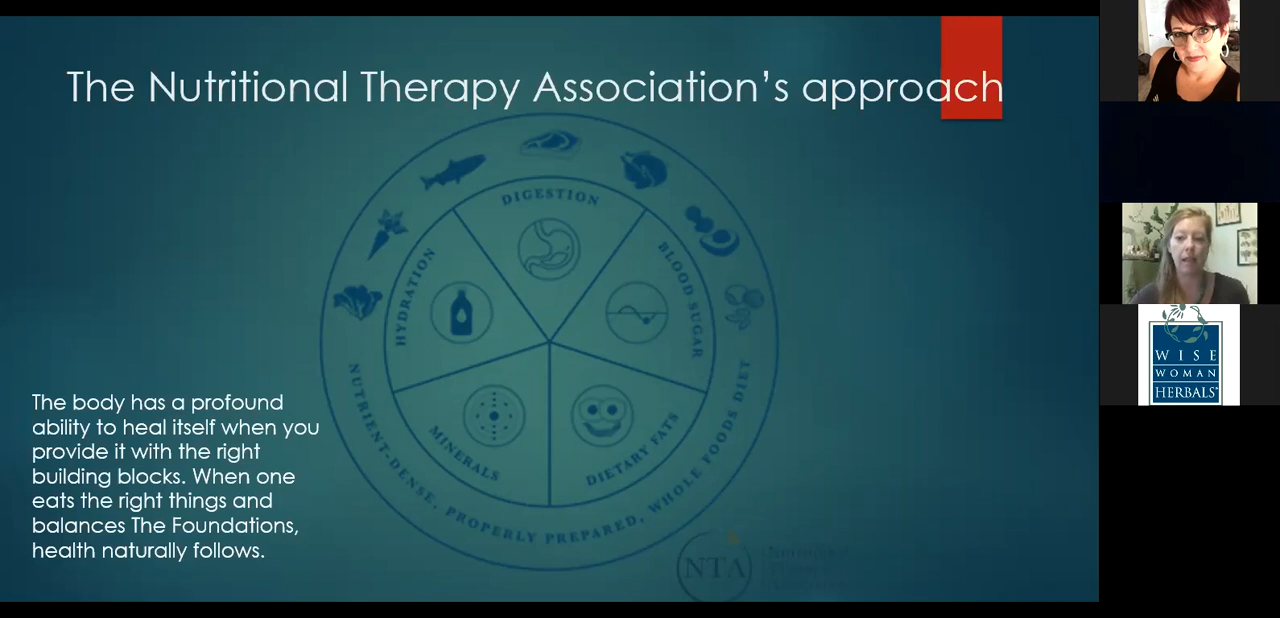 The Nutritional Therapy Association's approach
DIGESTION
HYDRATION
BLOOD SUGAR
MINERALS
DIETARY FATS
NUTRIENT-DENSE, PROPERLY PREPARED, WHOLE FOODS DIET
The body has a profound
ability to heal itself when you
provide it with the right
building blocks. When one
eats the right things and
balances The Foundations,
health naturally follows.
NTA
WISE
WOMAN
HERBALS